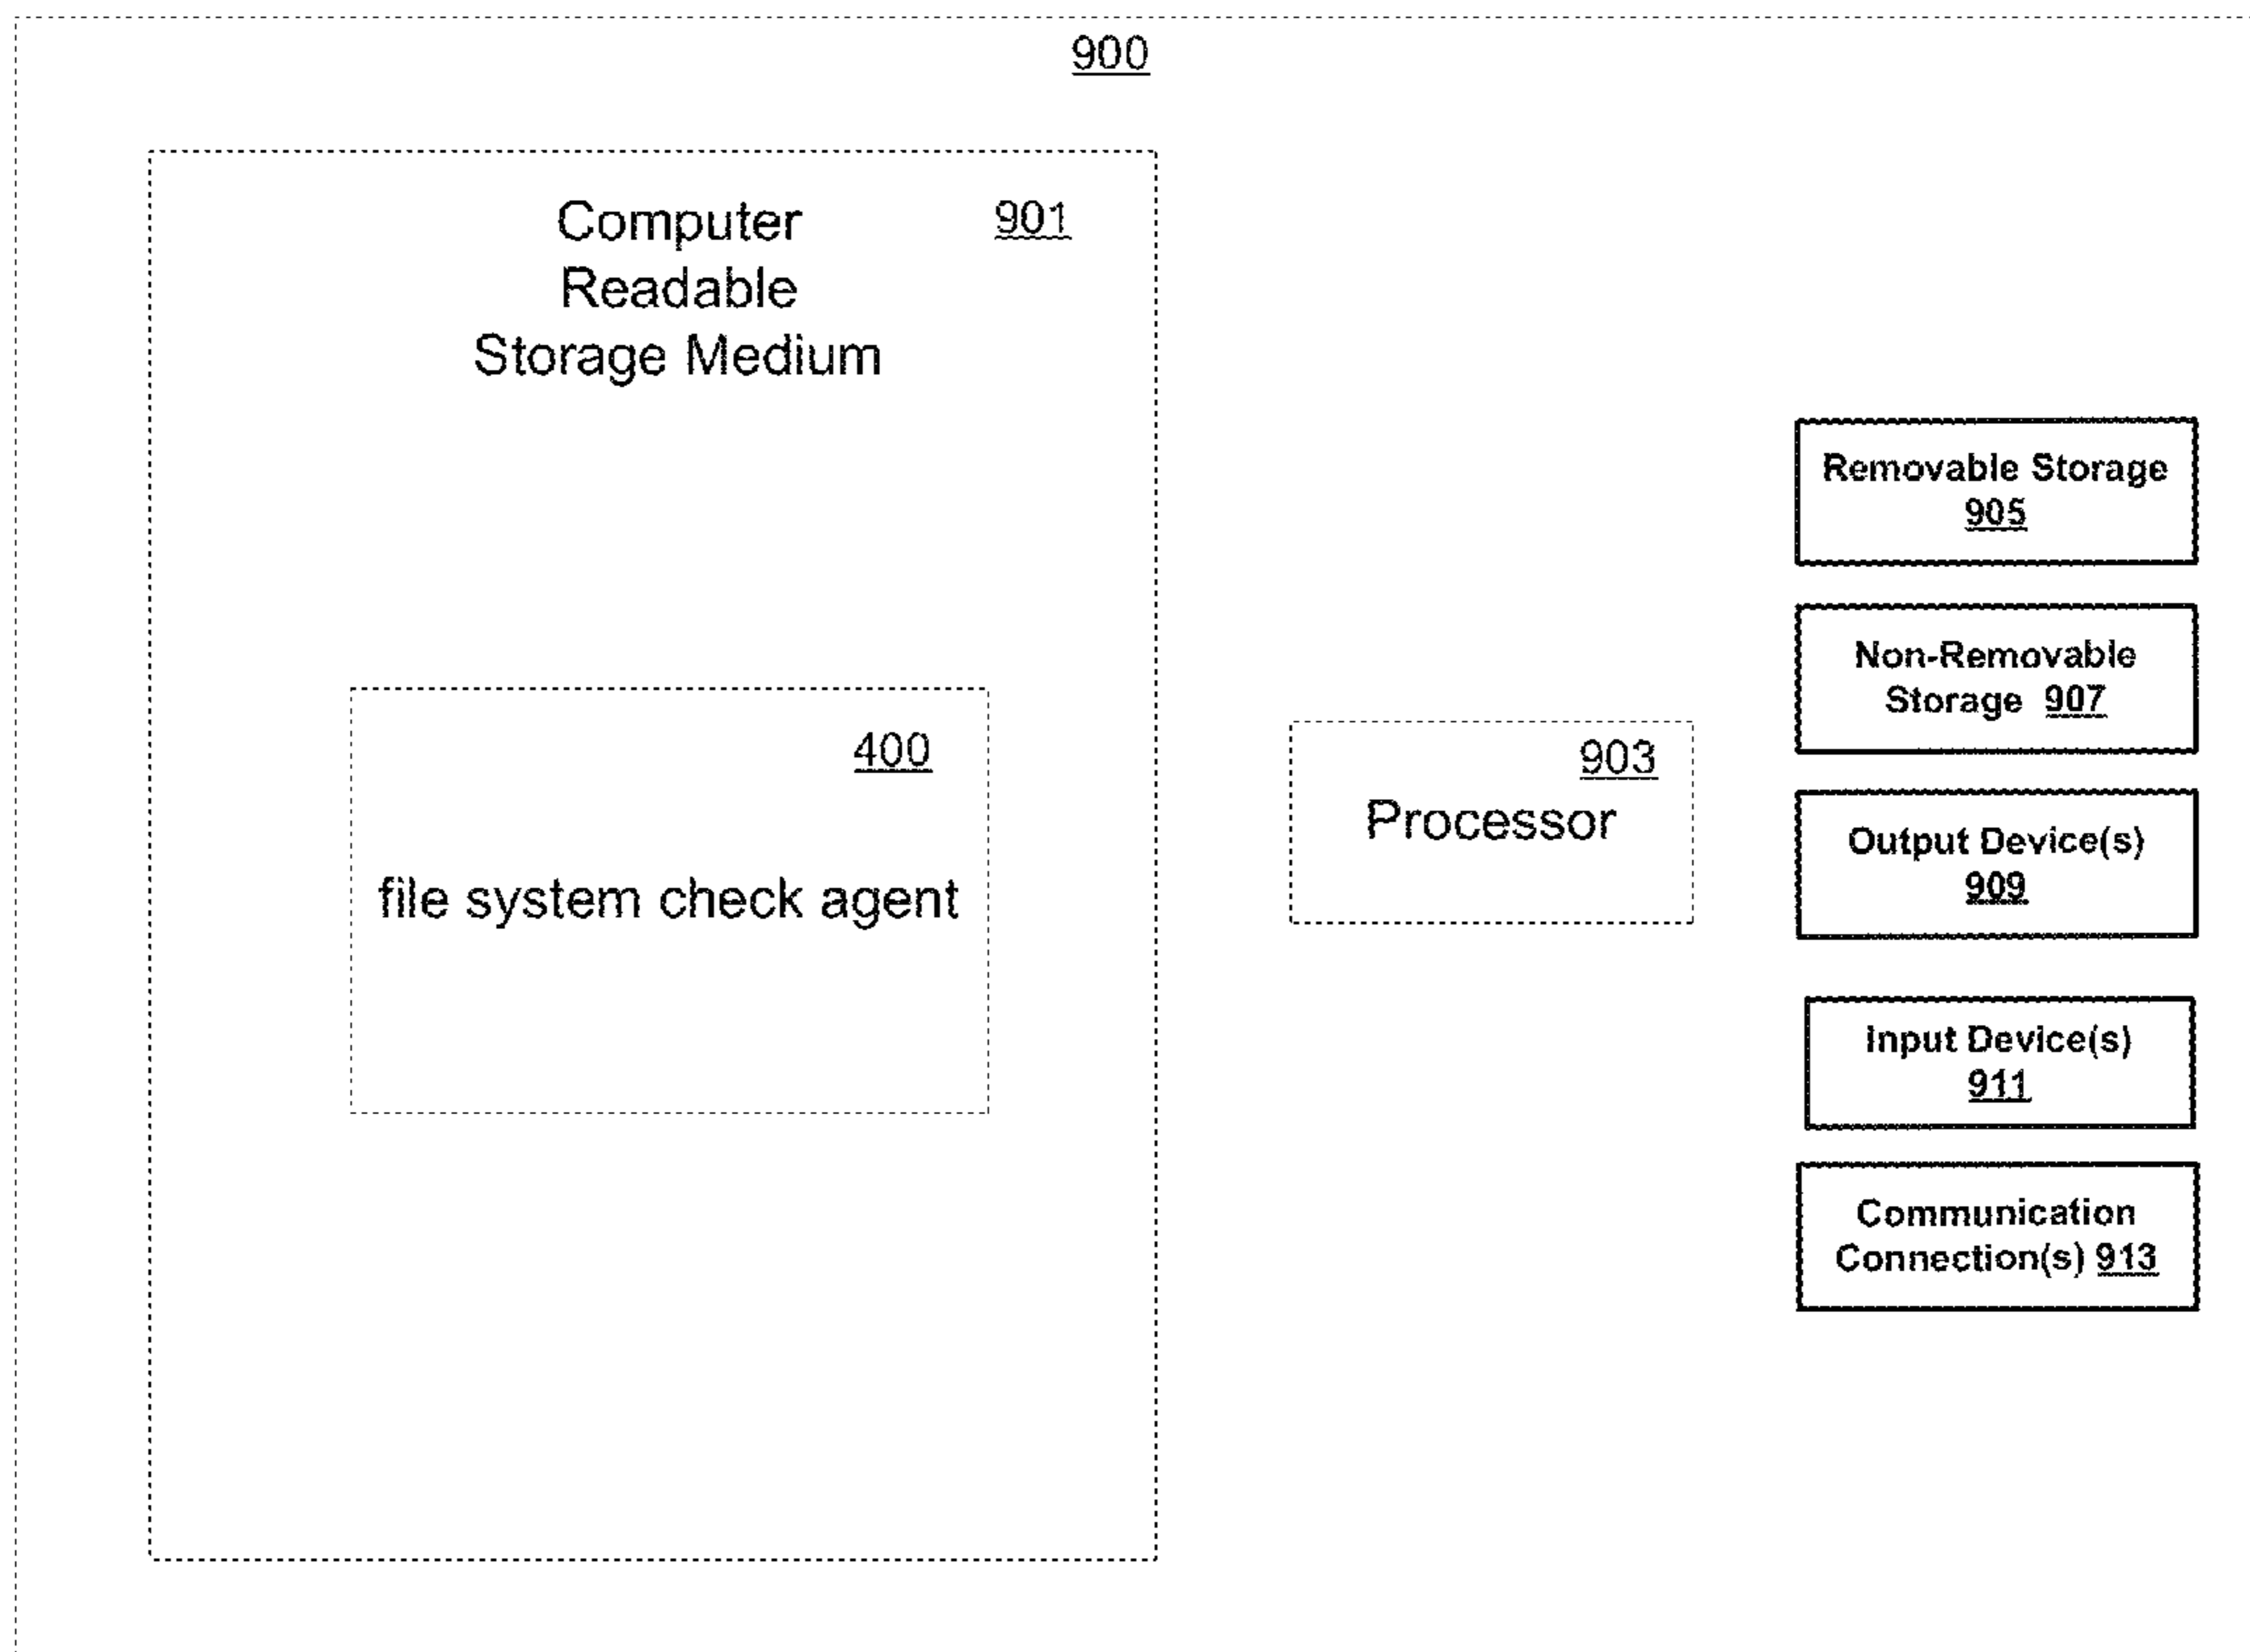 900
Computer
901
Readable
Storage Medium
400
file system check agent
903
Processor
Removable Storage
905
Non-Removable
Storage 907
Output Device(s)
909
Input Device(s)
911
Communication
Connection(s) 913